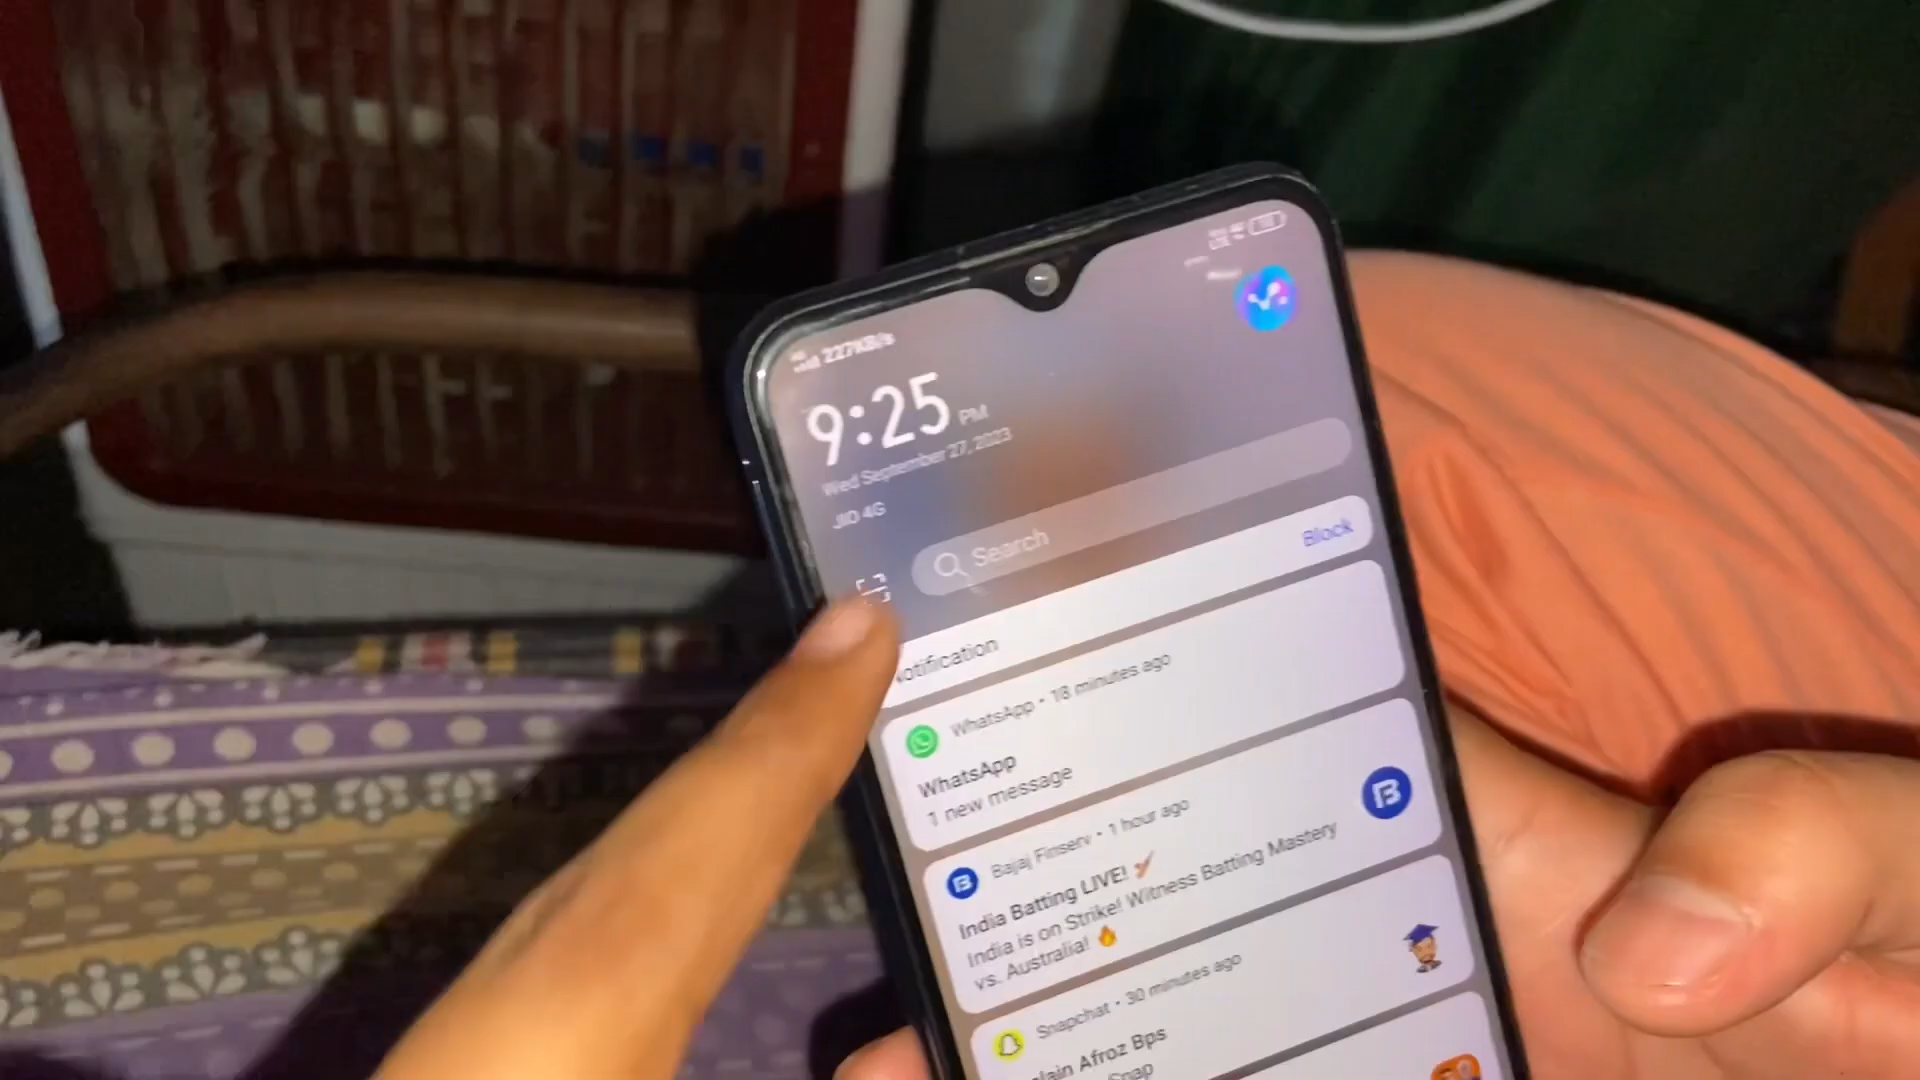 227KB/s
9:25 PM
Wed September 27, 2023
JIO 4G
Search
Block
Notification
WhatsApp • 18 minutes ago
WhatsApp
1 new message
Bajaj Finserv • 1 hour ago
India Batting LIVE!
India is on Strike! Witness Batting Mastery
vs. Australia! 🔥
Snapchat • 30 minutes ago
Afroz Bps
Snap